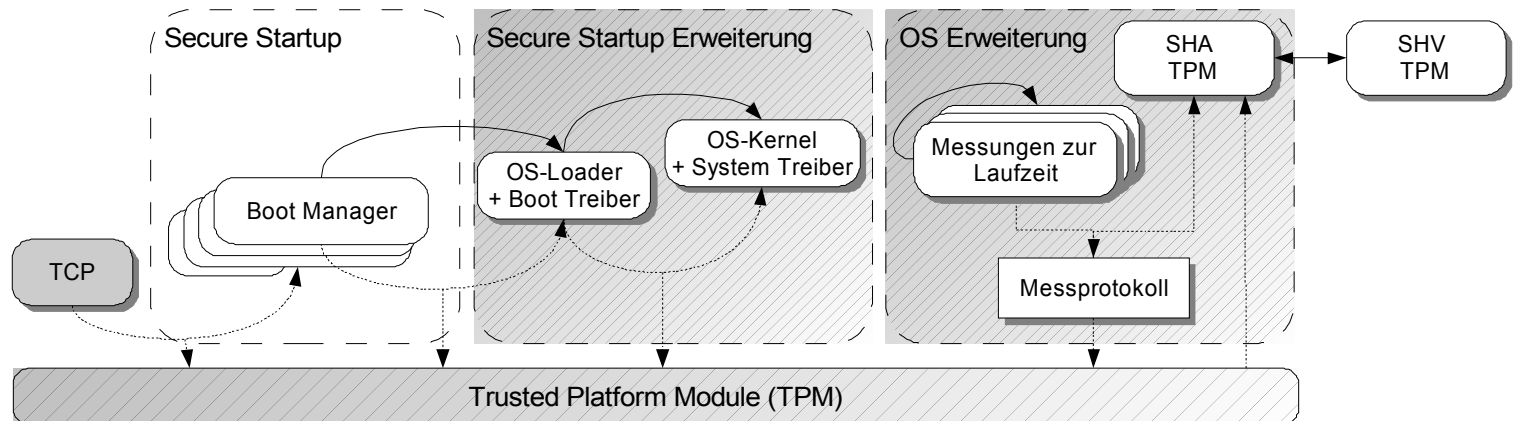 Secure Startup
Secure Startup Erweiterung
OS Erweiterung
SHA
TPM
SHV
TPM
OS-Kernel
+ System Treiber
Messungen zur
Laufzeit
OS-Loader
+ Boot Treiber
Boot Manager
TCP
Messprotokoll
Trusted Platform Module (TPM)